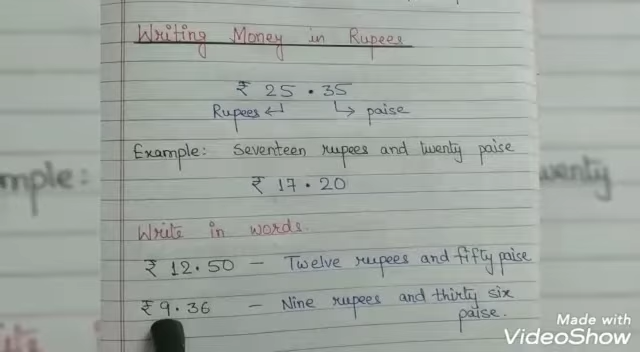 Writing Money in Rupees
₹ 25 . 35
Rupees ↵ ↳ paise
Example: Seventeen rupees and twenty paise
₹ 17 . 20
Write in words.
₹ 12.50 – Twelve rupees and fifty paise
₹ 9.36 – Nine rupees and thirty six
paise.
Made with
VideoShow